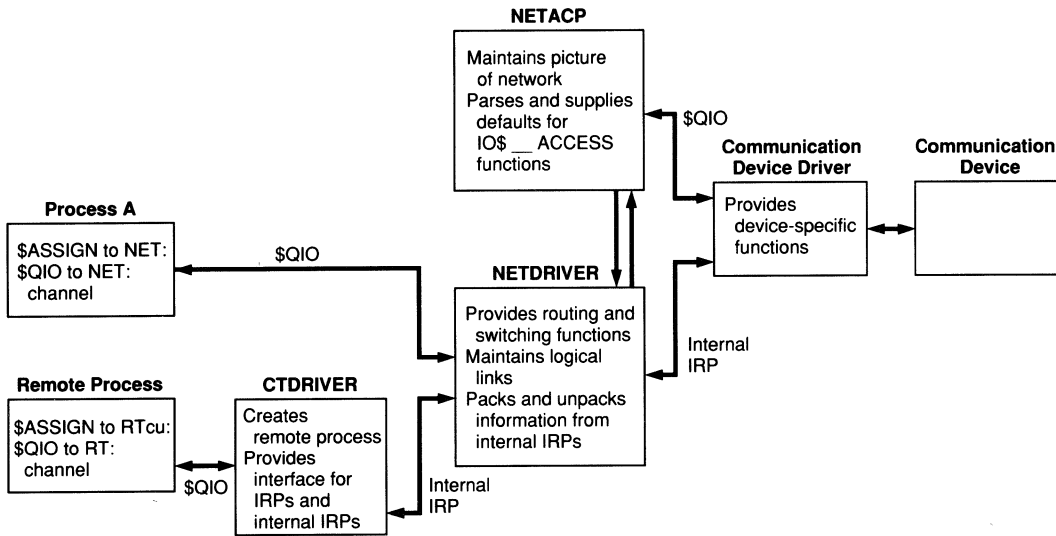 NETACP
Maintains picture
of network
Parses and supplies
defaults for
IO$ __ ACCESS
functions
$QIO
Communication
Device Driver
Provides
device-specific
functions
Communication
Device
Process A
$ASSIGN to NET:
$QIO to NET:
channel
$QIO
NETDRIVER
Provides routing and
switching functions
Maintains logical
links
Packs and unpacks
information from
internal IRPs
Internal
IRP
Remote Process
$ASSIGN to RTcu:
$QIO to RT:
channel
$QIO
CTDRIVER
Creates
remote process
Provides
interface for
IRPs and
internal IRPs
Internal
IRP